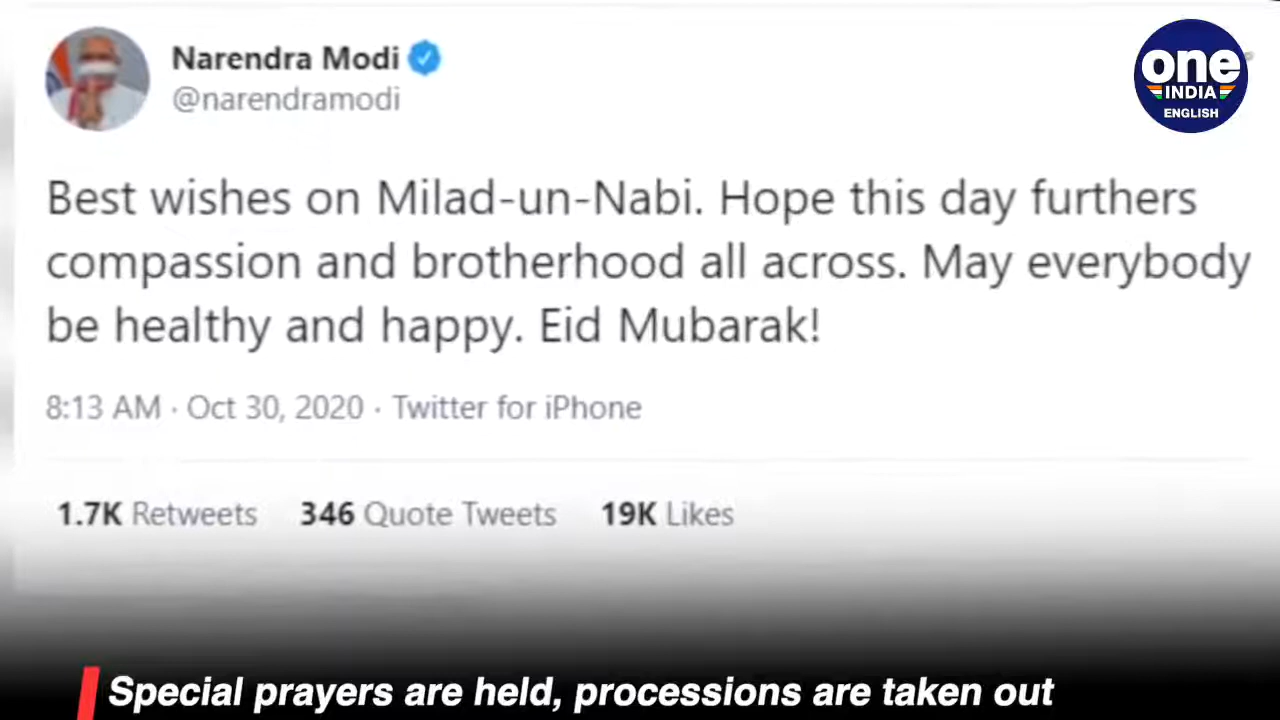 Narendra Modi
@narendramodi
one
INDIA
ENGLISH
Best wishes on Milad-un-Nabi. Hope this day furthers
compassion and brotherhood all across. May everybody
be healthy and happy. Eid Mubarak!
8:13 AM · Oct 30, 2020 · Twitter for iPhone
1.7K Retweets 346 Quote Tweets 19K Likes
Special prayers are held, processions are taken out